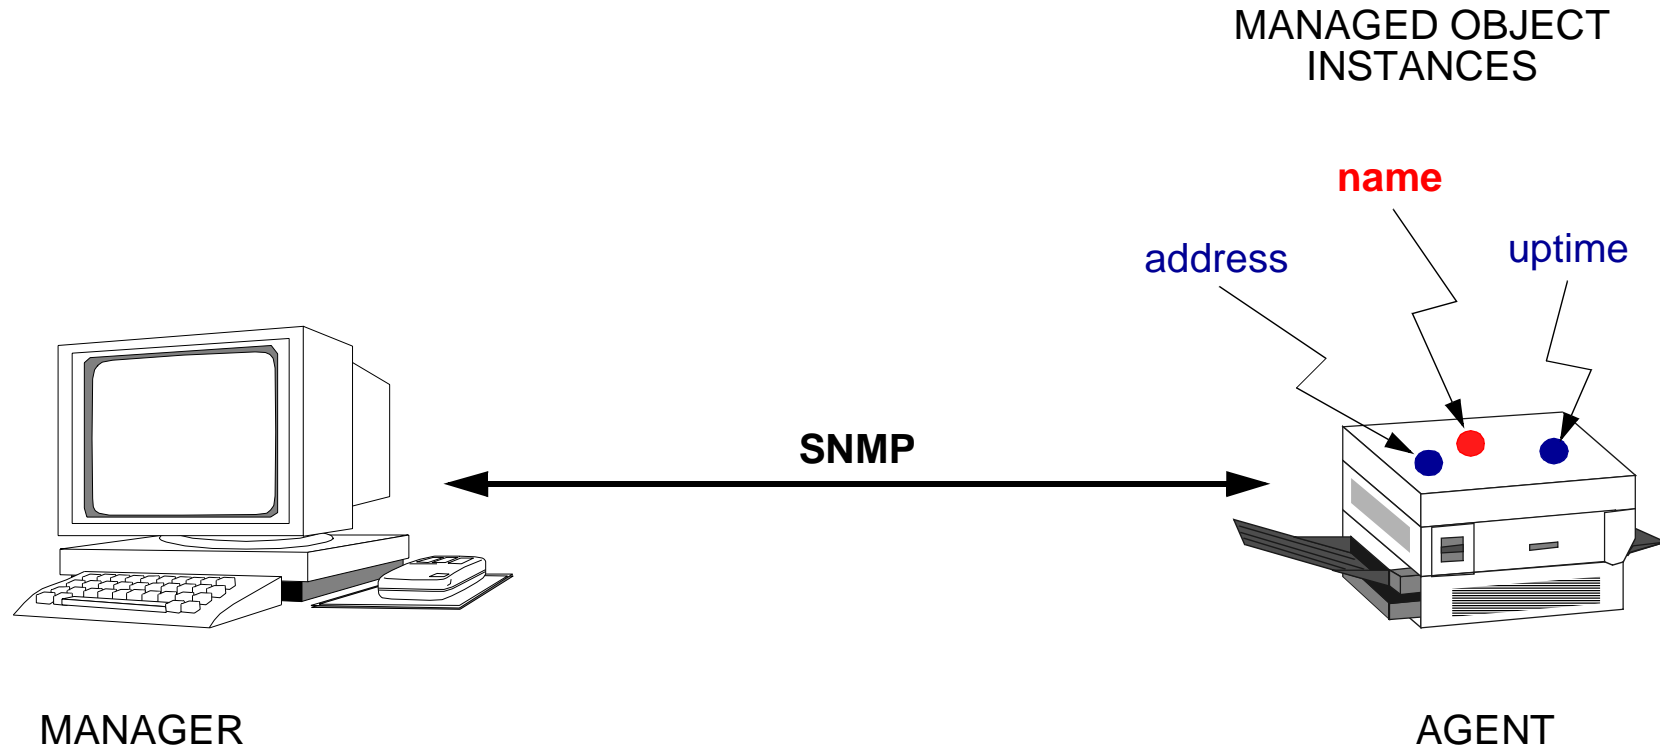 MANAGED OBJECT
INSTANCES
name
address
uptime
SNMP
MANAGER
AGENT